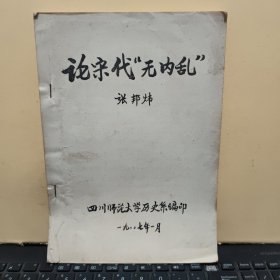 论宋代“无内乱”
张邦炜
四川师范大学历史系编印
一九八七年一月